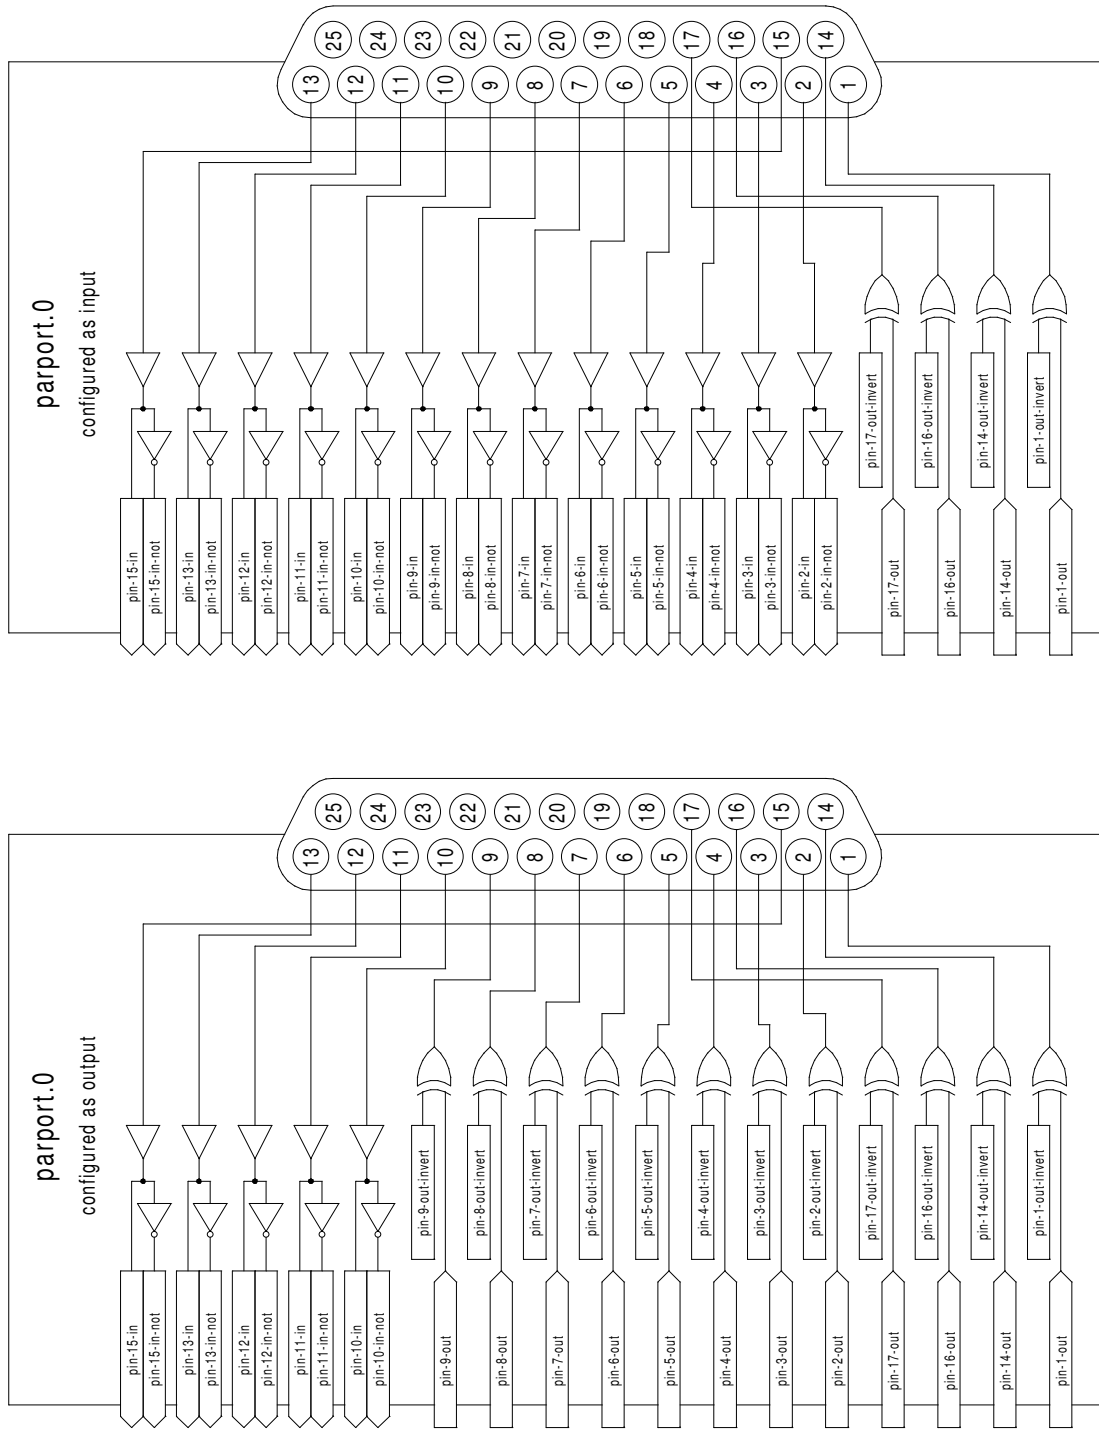 25
24
23
22
21
20
19
18
17
16
15
14
13
12
11
10
9
8
7
6
5
4
3
2
1
parport.0
configured as input
pin-17-out-invert
pin-16-out-invert
pin-14-out-invert
pin-1-out-invert
pin-15-in
pin-15-in-not
pin-13-in
pin-13-in-not
pin-12-in
pin-12-in-not
pin-11-in
pin-11-in-not
pin-10-in
pin-10-in-not
pin-9-in
pin-9-in-not
pin-8-in
pin-8-in-not
pin-7-in
pin-7-in-not
pin-6-in
pin-6-in-not
pin-5-in
pin-5-in-not
pin-4-in
pin-4-in-not
pin-3-in
pin-3-in-not
pin-2-in
pin-2-in-not
pin-17-out
pin-16-out
pin-14-out
pin-1-out
25
24
23
22
21
20
19
18
17
16
15
14
13
12
11
10
9
8
7
6
5
4
3
2
1
parport.0
configured as output
pin-9-out-invert
pin-8-out-invert
pin-7-out-invert
pin-6-out-invert
pin-5-out-invert
pin-4-out-invert
pin-3-out-invert
pin-2-out-invert
pin-17-out-invert
pin-16-out-invert
pin-14-out-invert
pin-1-out-invert
pin-15-in
pin-15-in-not
pin-13-in
pin-13-in-not
pin-12-in
pin-12-in-not
pin-11-in
pin-11-in-not
pin-10-in
pin-10-in-not
pin-9-out
pin-8-out
pin-7-out
pin-6-out
pin-5-out
pin-4-out
pin-3-out
pin-2-out
pin-17-out
pin-16-out
pin-14-out
pin-1-out